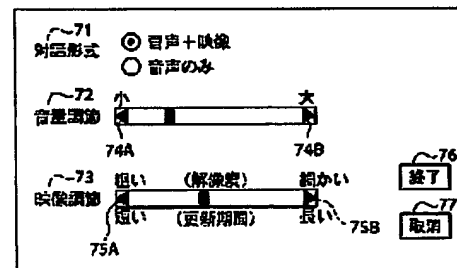 71
対話形式 音声+映像
音声のみ
72 小 大
音量調節
74A 74B
73 粗い (解像度) 細かい
映像調節
短い (更新期間) 長い
75A 75B
76
終了
77
取消